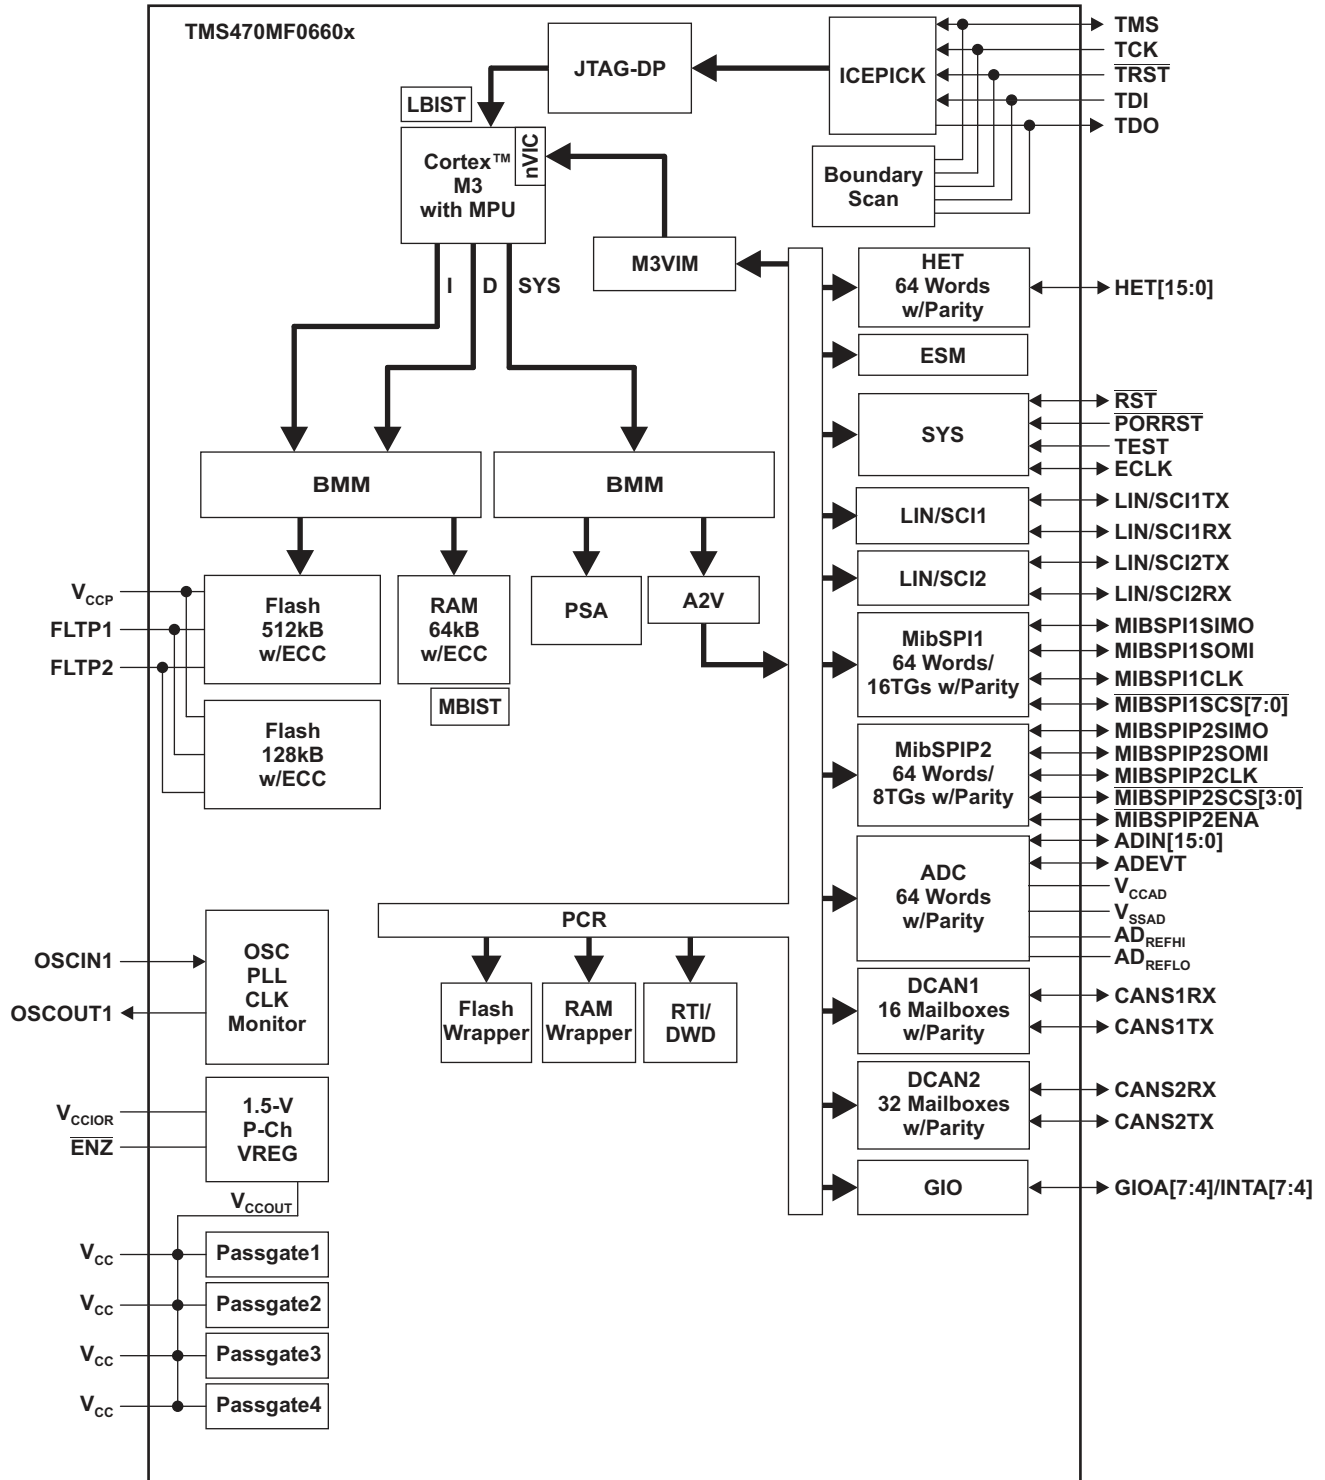 TMS470MF0660x
JTAG-DP
ICEPICK
TMS
TCK
TRST
TDI
TDO
LBIST
Cortex™
M3
with MPU
nVIC
Boundary
Scan
M3VIM
I
D
SYS
HET
64 Words
w/Parity
HET[15:0]
ESM
SYS
RST
PORRST
TEST
ECLK
BMM
BMM
LIN/SCI1
LIN/SCI1TX
LIN/SCI1RX
LIN/SCI2
LIN/SCI2TX
LIN/SCI2RX
VCCP
FLTP1
FLTP2
Flash
512kB
w/ECC
RAM
64kB
w/ECC
MBIST
PSA
A2V
Flash
128kB
w/ECC
MibSPI1
64 Words/
16TGs w/Parity
MIBSPI1SIMO
MIBSPI1SOMI
MIBSPI1CLK
MIBSPI1SCS[7:0]
MibSPIP2
64 Words/
8TGs w/Parity
MIBSPIP2SIMO
MIBSPIP2SOMI
MIBSPIP2CLK
MIBSPIP2SCS[3:0]
MIBSPIP2ENA
ADC
64 Words
w/Parity
ADIN[15:0]
ADEVT
VCCAD
VSSAD
ADREFHI
ADREFLO
PCR
Flash
Wrapper
RAM
Wrapper
RTI/
DWD
OSCIN1
OSCOUT1
OSC
PLL
CLK
Monitor
DCAN1
16 Mailboxes
w/Parity
CANS1RX
CANS1TX
DCAN2
32 Mailboxes
w/Parity
CANS2RX
CANS2TX
VCCIOR
ENZ
1.5-V
P-Ch
VREG
VCCOUT
GIO
GIOA[7:4]/INTA[7:4]
VCC
Passgate1
VCC
Passgate2
VCC
Passgate3
VCC
Passgate4